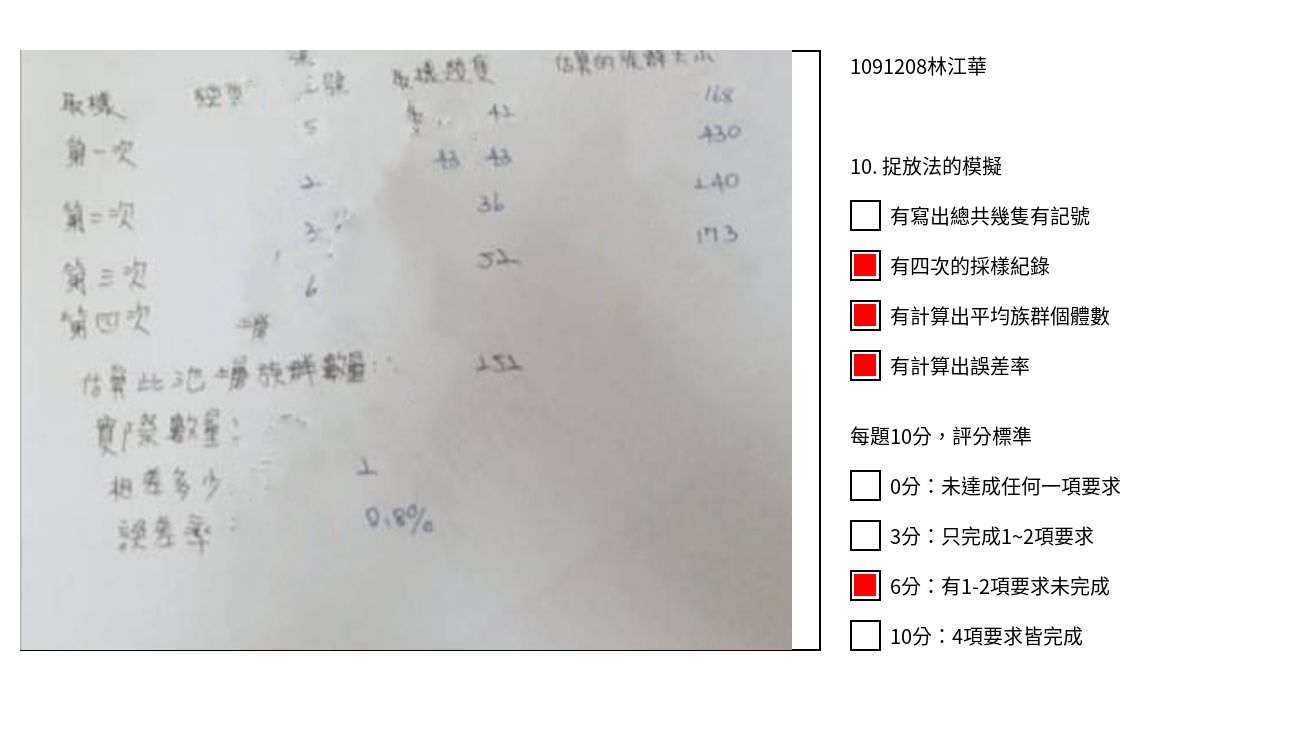 取樣 記號 取樣總隻 估算的族群大小
第一次 5 42 168
第二次 2 43 43 430
第三次 3 36 240
第四次 6 52 173
估算此池塘族群數量: 252
實際數量:
相差多少 2
誤差率: 0.8%
1091208林江華
10. 捉放法的模擬
有寫出總共幾隻有記號
有四次的採樣紀錄
有計算出平均族群個體數
有計算出誤差率
每題10分，評分標準
0分：未達成任何一項要求
3分：只完成1~2項要求
6分：有1-2項要求未完成
10分：4項要求皆完成